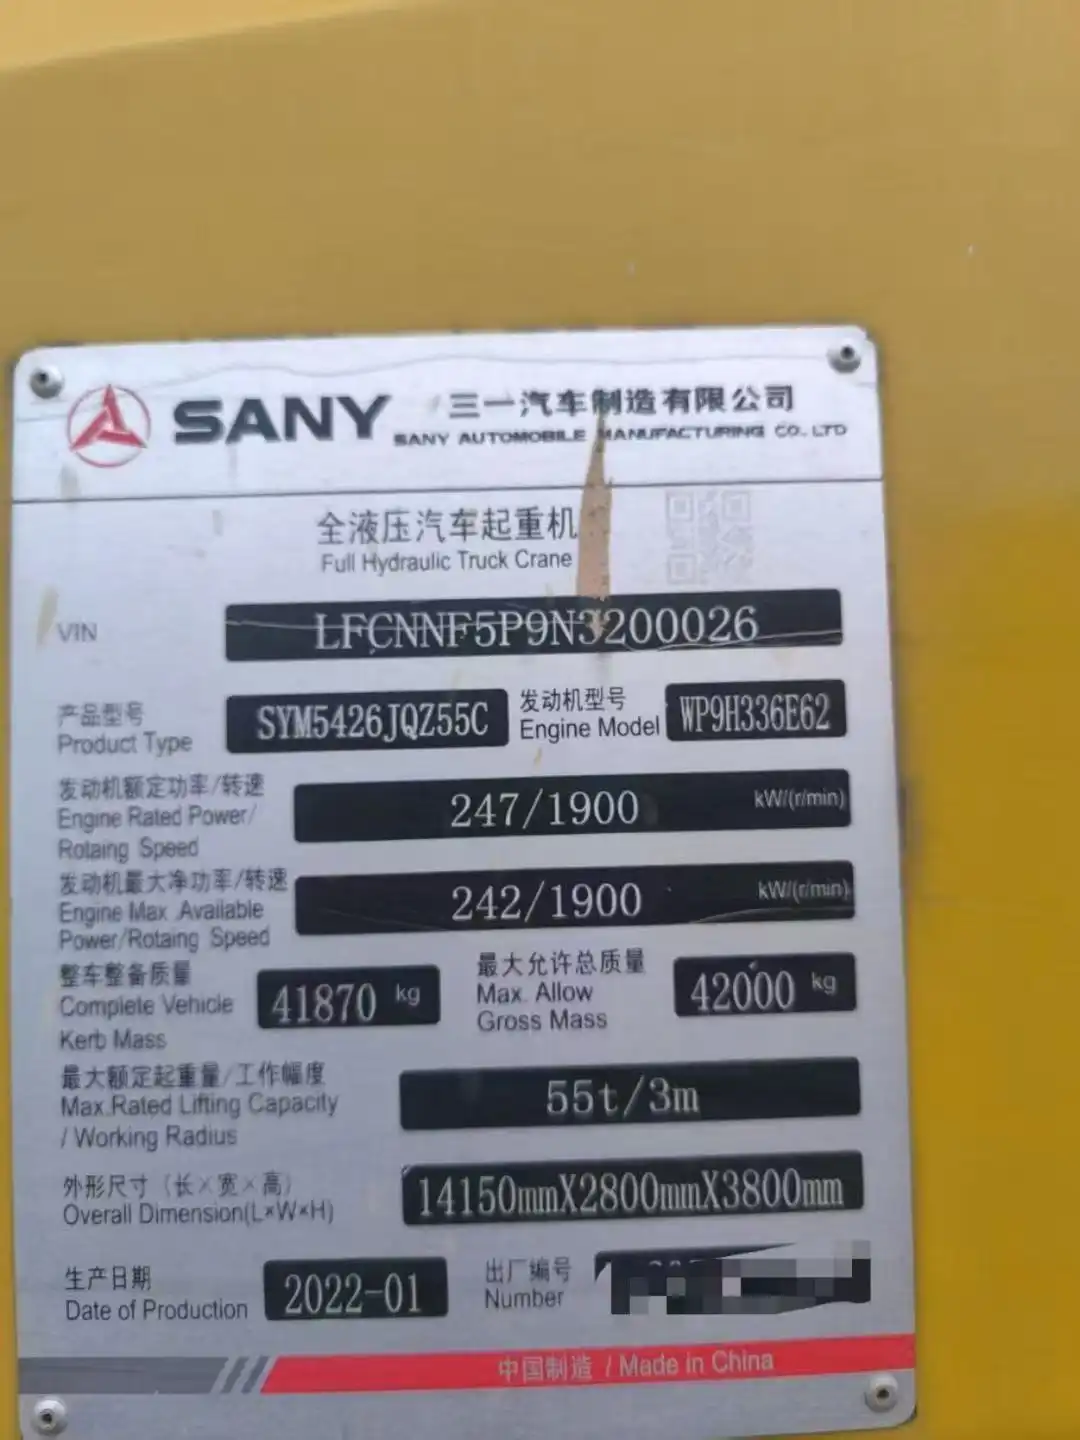 SANY 三一汽车制造有限公司
SANY AUTOMOBILE MANUFACTURING CO.,LTD
全液压汽车起重机
Full Hydraulic Truck Crane
VIN LFCNNF5P9N3200026
产品型号
Product Type
SYM5426JQZ55C
发动机型号
Engine Model
WP9H336E62
发动机额定功率/转速
Engine Rated Power/
Rotaing Speed
247/1900 kW/(r/min)
发动机最大净功率/转速
Engine Max .Available
Power/Rotaing Speed
242/1900 kW/(r/min)
整车整备质量
Complete Vehicle
Kerb Mass
41870 kg
最大允许总质量
Max. Allow
Gross Mass
42000 kg
最大额定起重量/工作幅度
Max.Rated Lifting Capacity
/ Working Radius
55t/3m
外形尺寸（长×宽×高）
Overall Dimension(L×W×H)
14150mmX2800mmX3800mm
生产日期
Date of Production
2022-01
出厂编号
Number
中国制造 / Made in China